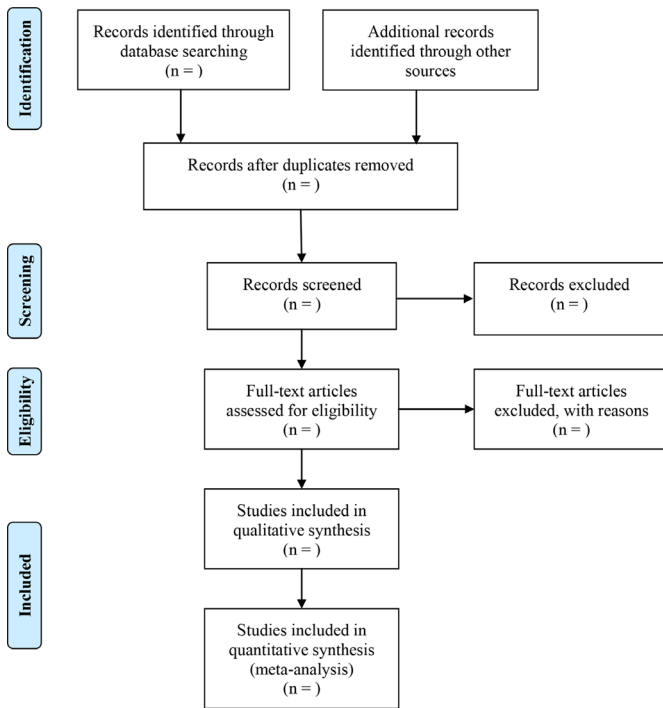 Identification
Records identified through
database searching
(n = )
Additional records
identified through other
sources
Records after duplicates removed
(n = )
Screening
Records screened
(n = )
Records excluded
(n = )
Eligibility
Full-text articles
assessed for eligibility
(n = )
Full-text articles
excluded, with reasons
(n = )
Included
Studies included in
qualitative synthesis
(n = )
Studies included in
quantitative synthesis
(meta-analysis)
(n = )